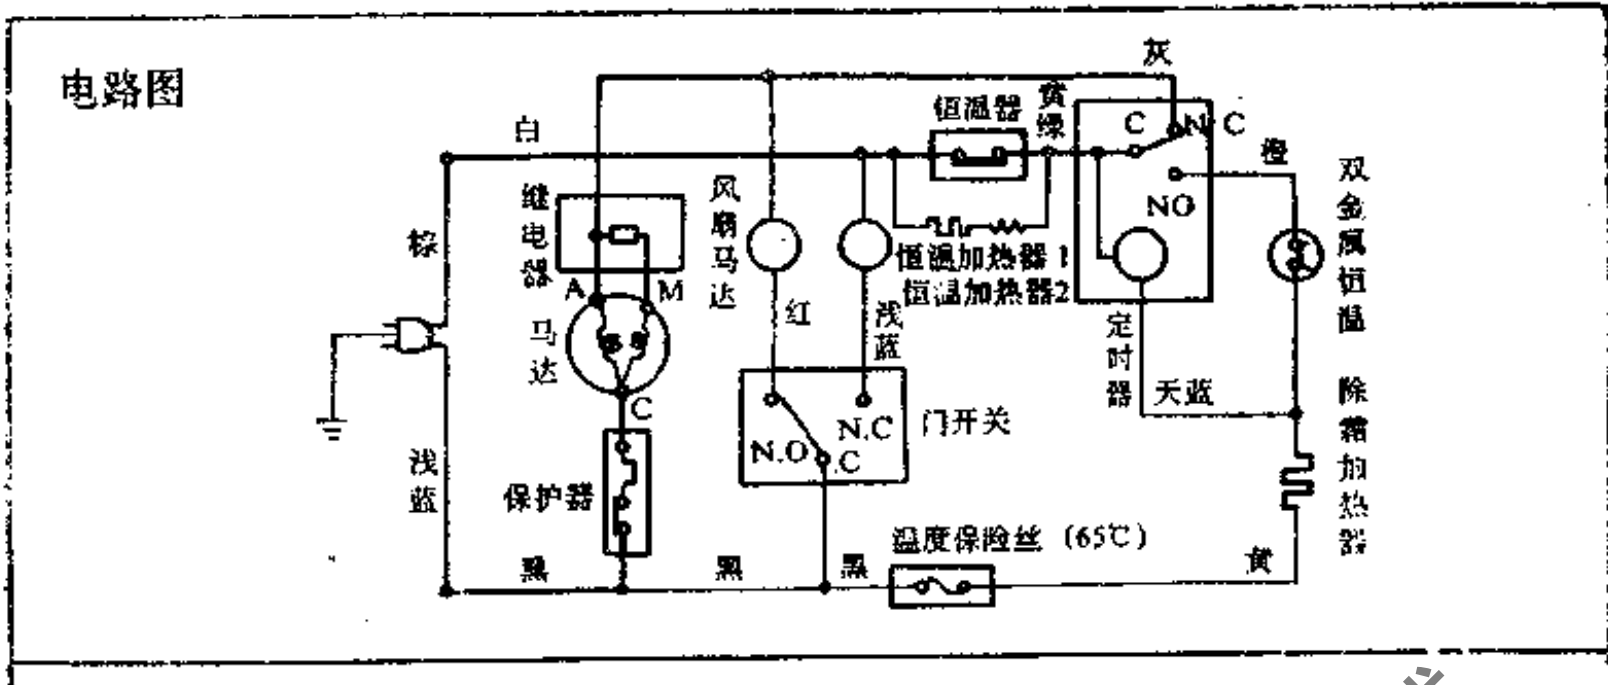 电路图
灰
白
恒温器
黄绿
C
N C
橙
NO
双金属恒温
继电器
风扇马达
棕
恒温加热器1
恒温加热器2
A
M
马达
红
浅蓝
定时器
天蓝
除霜加热器
C
N.O
N.C
C
门开关
浅蓝
保护器
温度保险丝 (65℃)
黑
黑
黑
黄